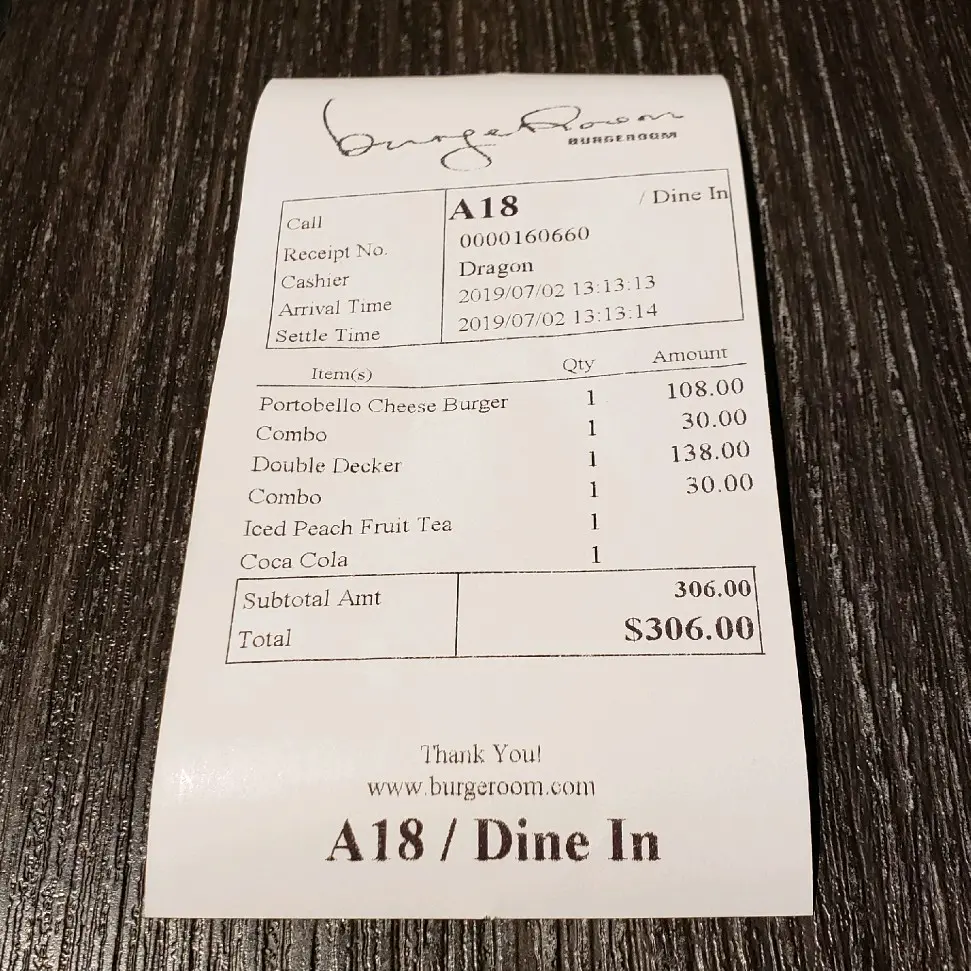 burgeRoom
BURGEROOM
Call A18 / Dine In
Receipt No. 0000160660
Cashier Dragon
Arrival Time 2019/07/02 13:13:13
Settle Time 2019/07/02 13:13:14
Item(s) Qty Amount
Portobello Cheese Burger 1 108.00
Combo 1 30.00
Double Decker 1 138.00
Combo 1 30.00
Iced Peach Fruit Tea 1
Coca Cola 1
Subtotal Amt 306.00
Total $306.00
Thank You!
www.burgeroom.com
A18 / Dine In